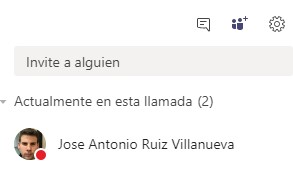 Invite a alguien
Actualmente en esta llamada (2)
Jose Antonio Ruiz Villanueva